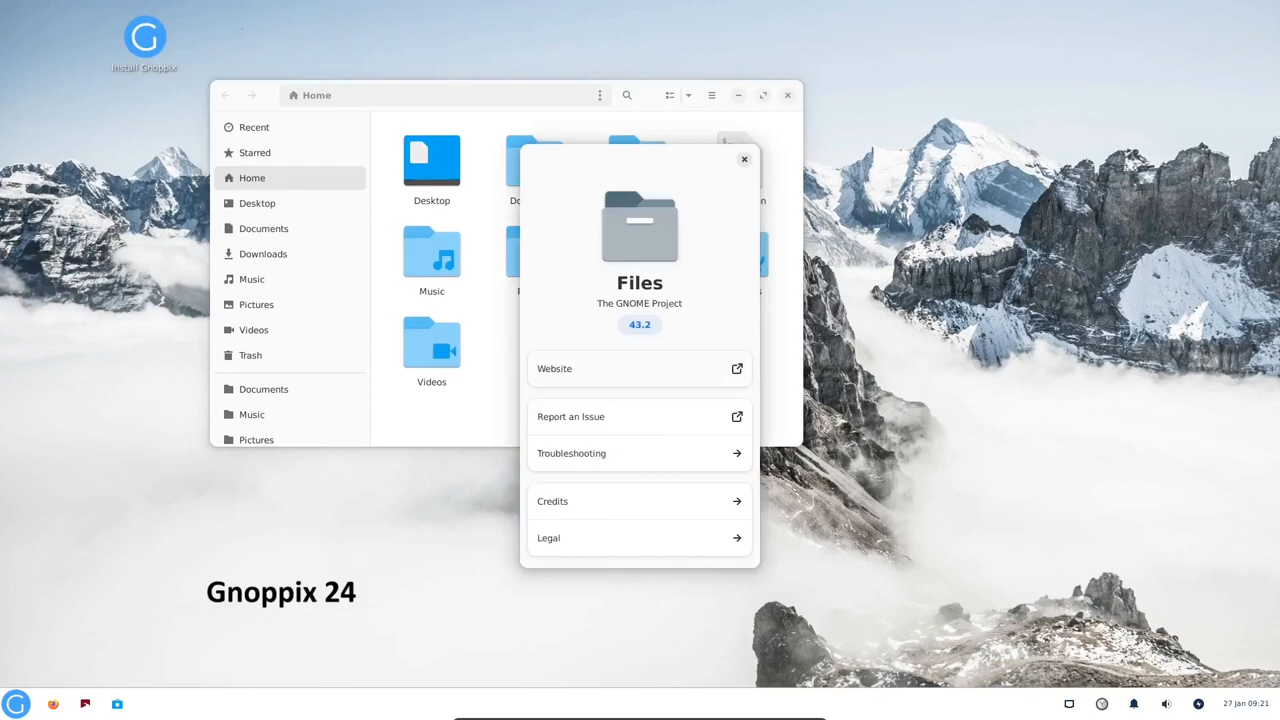 Install Gnoppix
Home
Recent
Starred
Home
Desktop
Documents
Downloads
Music
Pictures
Videos
Trash
Documents
Music
Pictures
Desktop
Music
Videos
Files
The GNOME Project
43.2
Website
Report an Issue
Troubleshooting
Credits
Legal
Gnoppix 24
27 Jan 09:21